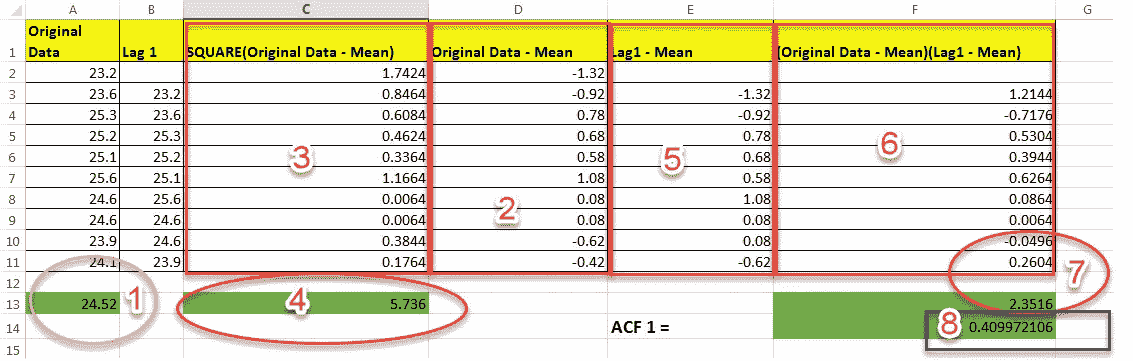 A B C D E F G
Original
Data Lag 1 SQUARE(Original Data - Mean) Original Data - Mean Lag1 - Mean (Original Data - Mean)(Lag1 - Mean)
1
2 23.2 1.7424 -1.32
3 23.6 23.2 0.8464 -0.92 -1.32 1.2144
4 25.3 23.6 0.6084 0.78 -0.92 -0.7176
5 25.2 25.3 0.4624 0.68 0.78 0.5304
6 25.1 25.2 0.3364 0.58 0.68 0.3944
7 25.6 25.1 1.1664 1.08 0.58 0.6264
8 24.6 25.6 0.0064 0.08 1.08 0.0864
9 24.6 24.6 0.0064 0.08 0.08 0.0064
10 23.9 24.6 0.3844 -0.62 0.08 -0.0496
11 24.1 23.9 0.1764 -0.42 -0.62 0.2604
12
13 24.52 5.736 2.3516
14 ACF 1 = 0.409972106
15
3
2
5
6
1
4
7
8